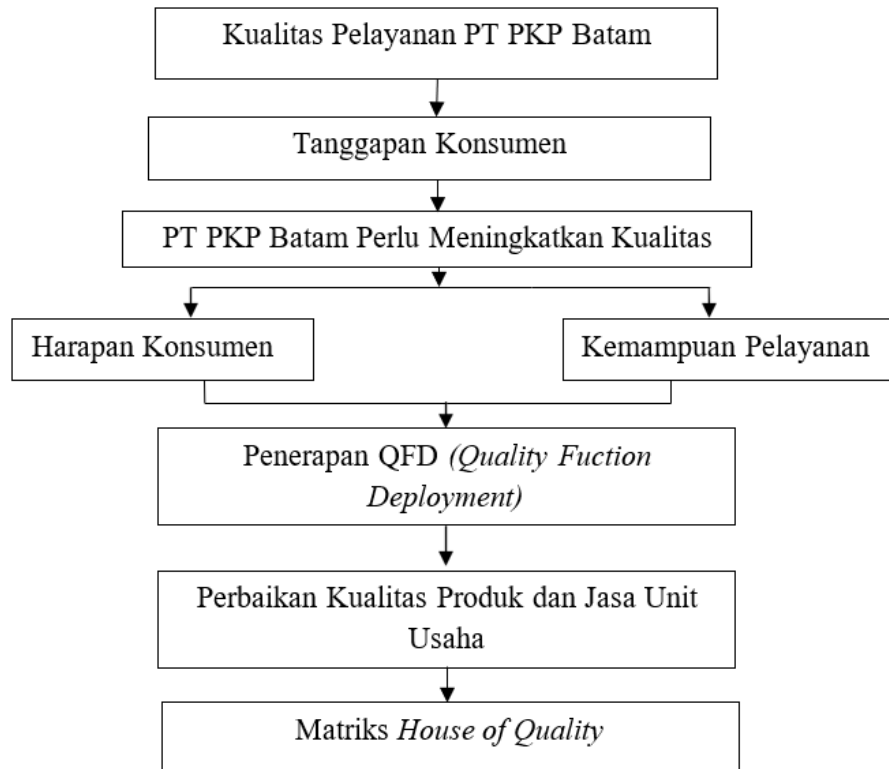 Kualitas Pelayanan PT PKP Batam
Tanggapan Konsumen
PT PKP Batam Perlu Meningkatkan Kualitas
Harapan Konsumen
Kemampuan Pelayanan
Penerapan QFD (Quality Fuction
Deployment)
Perbaikan Kualitas Produk dan Jasa Unit
Usaha
Matriks House of Quality